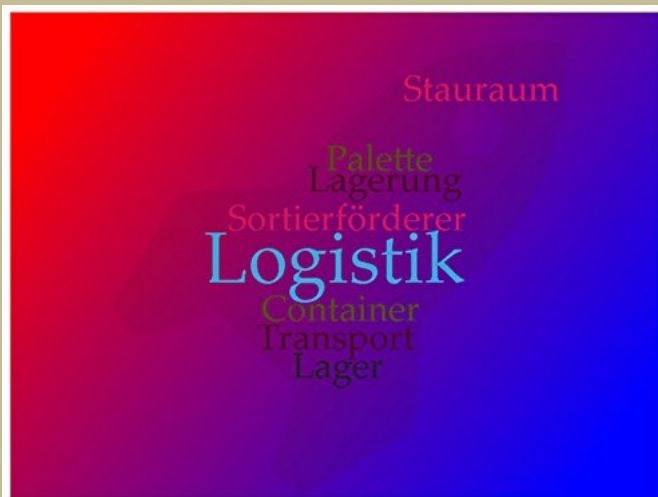 Stauraum
Palette
Lagerung
Sortierförderer
Logistik
Container
Transport
Lager